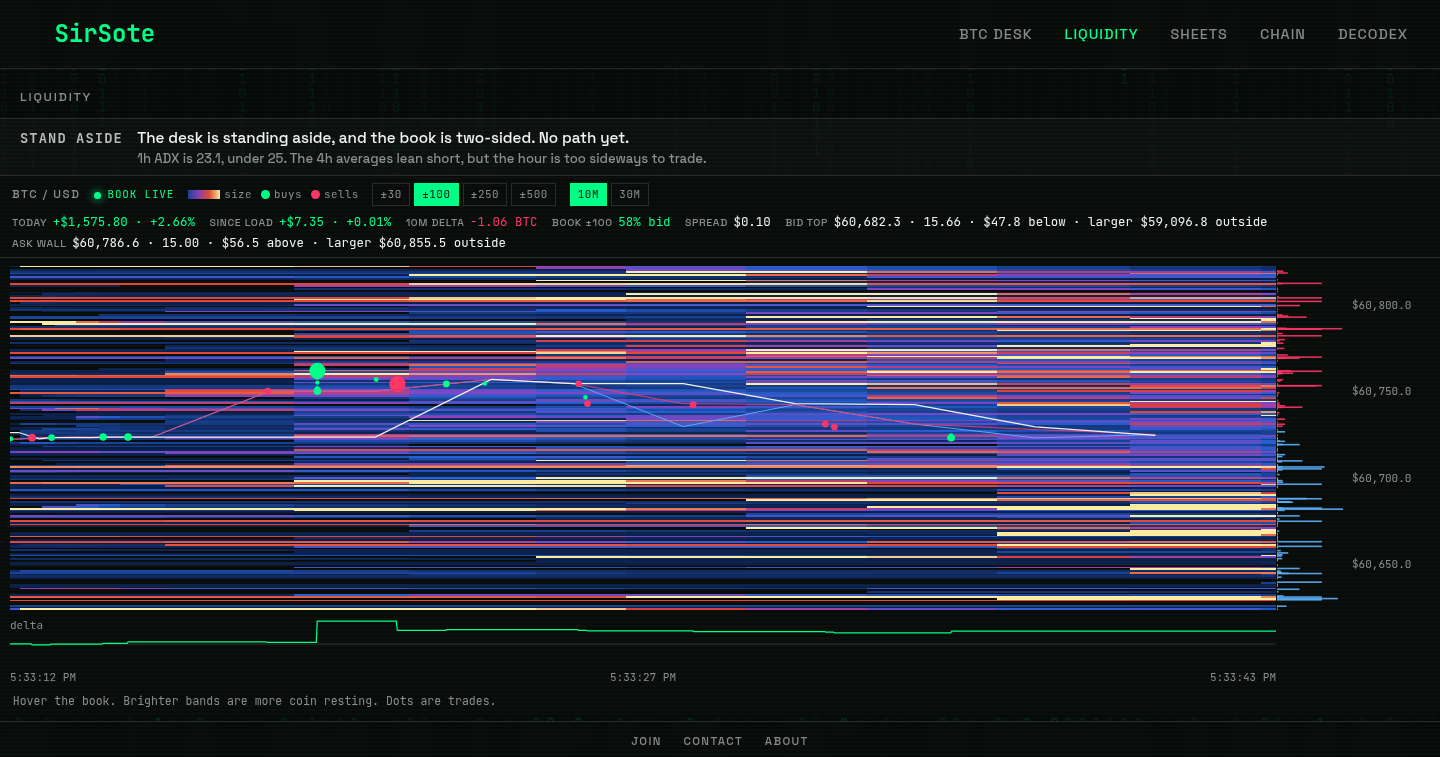 SirSote
BTC DESK LIQUIDITY SHEETS CHAIN DECODEX
LIQUIDITY
STAND ASIDE The desk is standing aside, and the book is two-sided. No path yet.
1h ADX is 23.1, under 25. The 4h averages lean short, but the hour is too sideways to trade.
BTC / USD BOOK LIVE size buys sells ±30 ±100 ±250 ±500 10M 30M
TODAY +$1,575.80 · +2.66% SINCE LOAD +$7.35 · +0.01% 10M DELTA -1.06 BTC BOOK ±100 58% bid SPREAD $0.10 BID TOP $60,682.3 · 15.66 · $47.8 below · larger $59,096.8 outside
ASK WALL $60,786.6 · 15.00 · $56.5 above · larger $60,855.5 outside
$60,800.0
$60,750.0
$60,700.0
$60,650.0
delta
5:33:12 PM 5:33:27 PM 5:33:43 PM
Hover the book. Brighter bands are more coin resting. Dots are trades.
JOIN CONTACT ABOUT